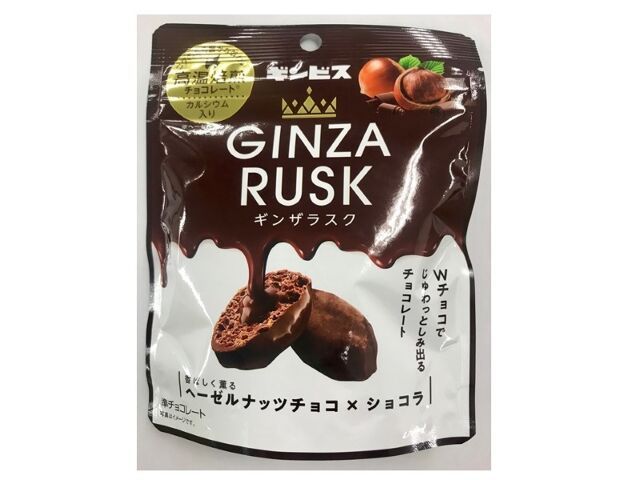 ギンビス
高温焙煎
チョコレート
カルシウム
入り
GINZA
RUSK
ギンザラスク
Wチョコで
じゅわっとしみ出る
チョコレート
香ばしく薫る
ヘーゼルナッツチョコ×ショコラ
準チョコレート
写真はイメージです。